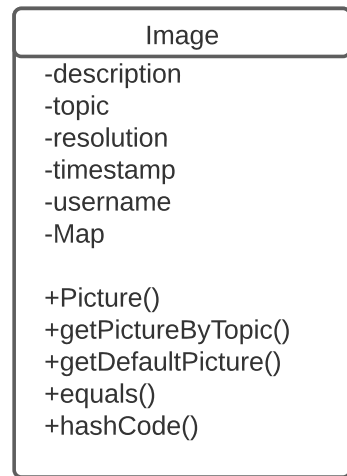 Image
-description
-topic
-resolution
-timestamp
-username
-Map
+Picture()
+getPictureByTopic()
+getDefaultPicture()
+equals()
+hashCode()